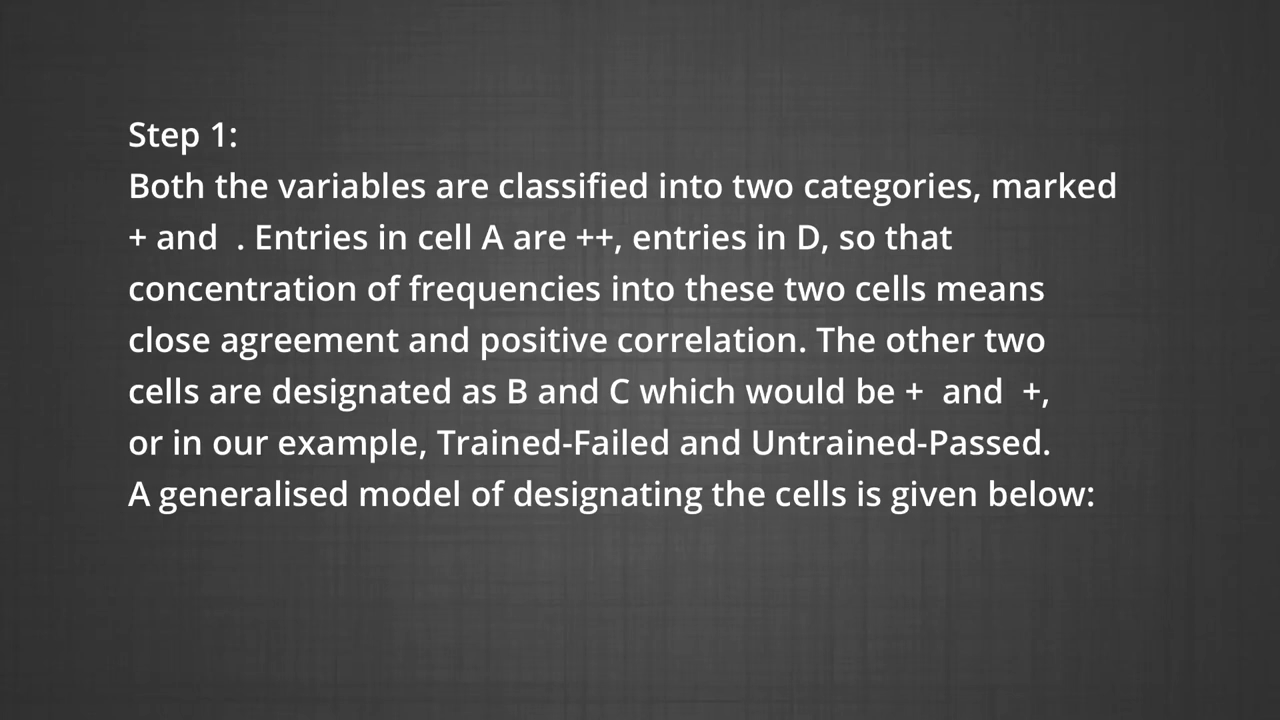 Step 1:
Both the variables are classified into two categories, marked
+ and  . Entries in cell A are ++, entries in D, so that
concentration of frequencies into these two cells means
close agreement and positive correlation. The other two
cells are designated as B and C which would be +  and  +,
or in our example, Trained-Failed and Untrained-Passed.
A generalised model of designating the cells is given below: